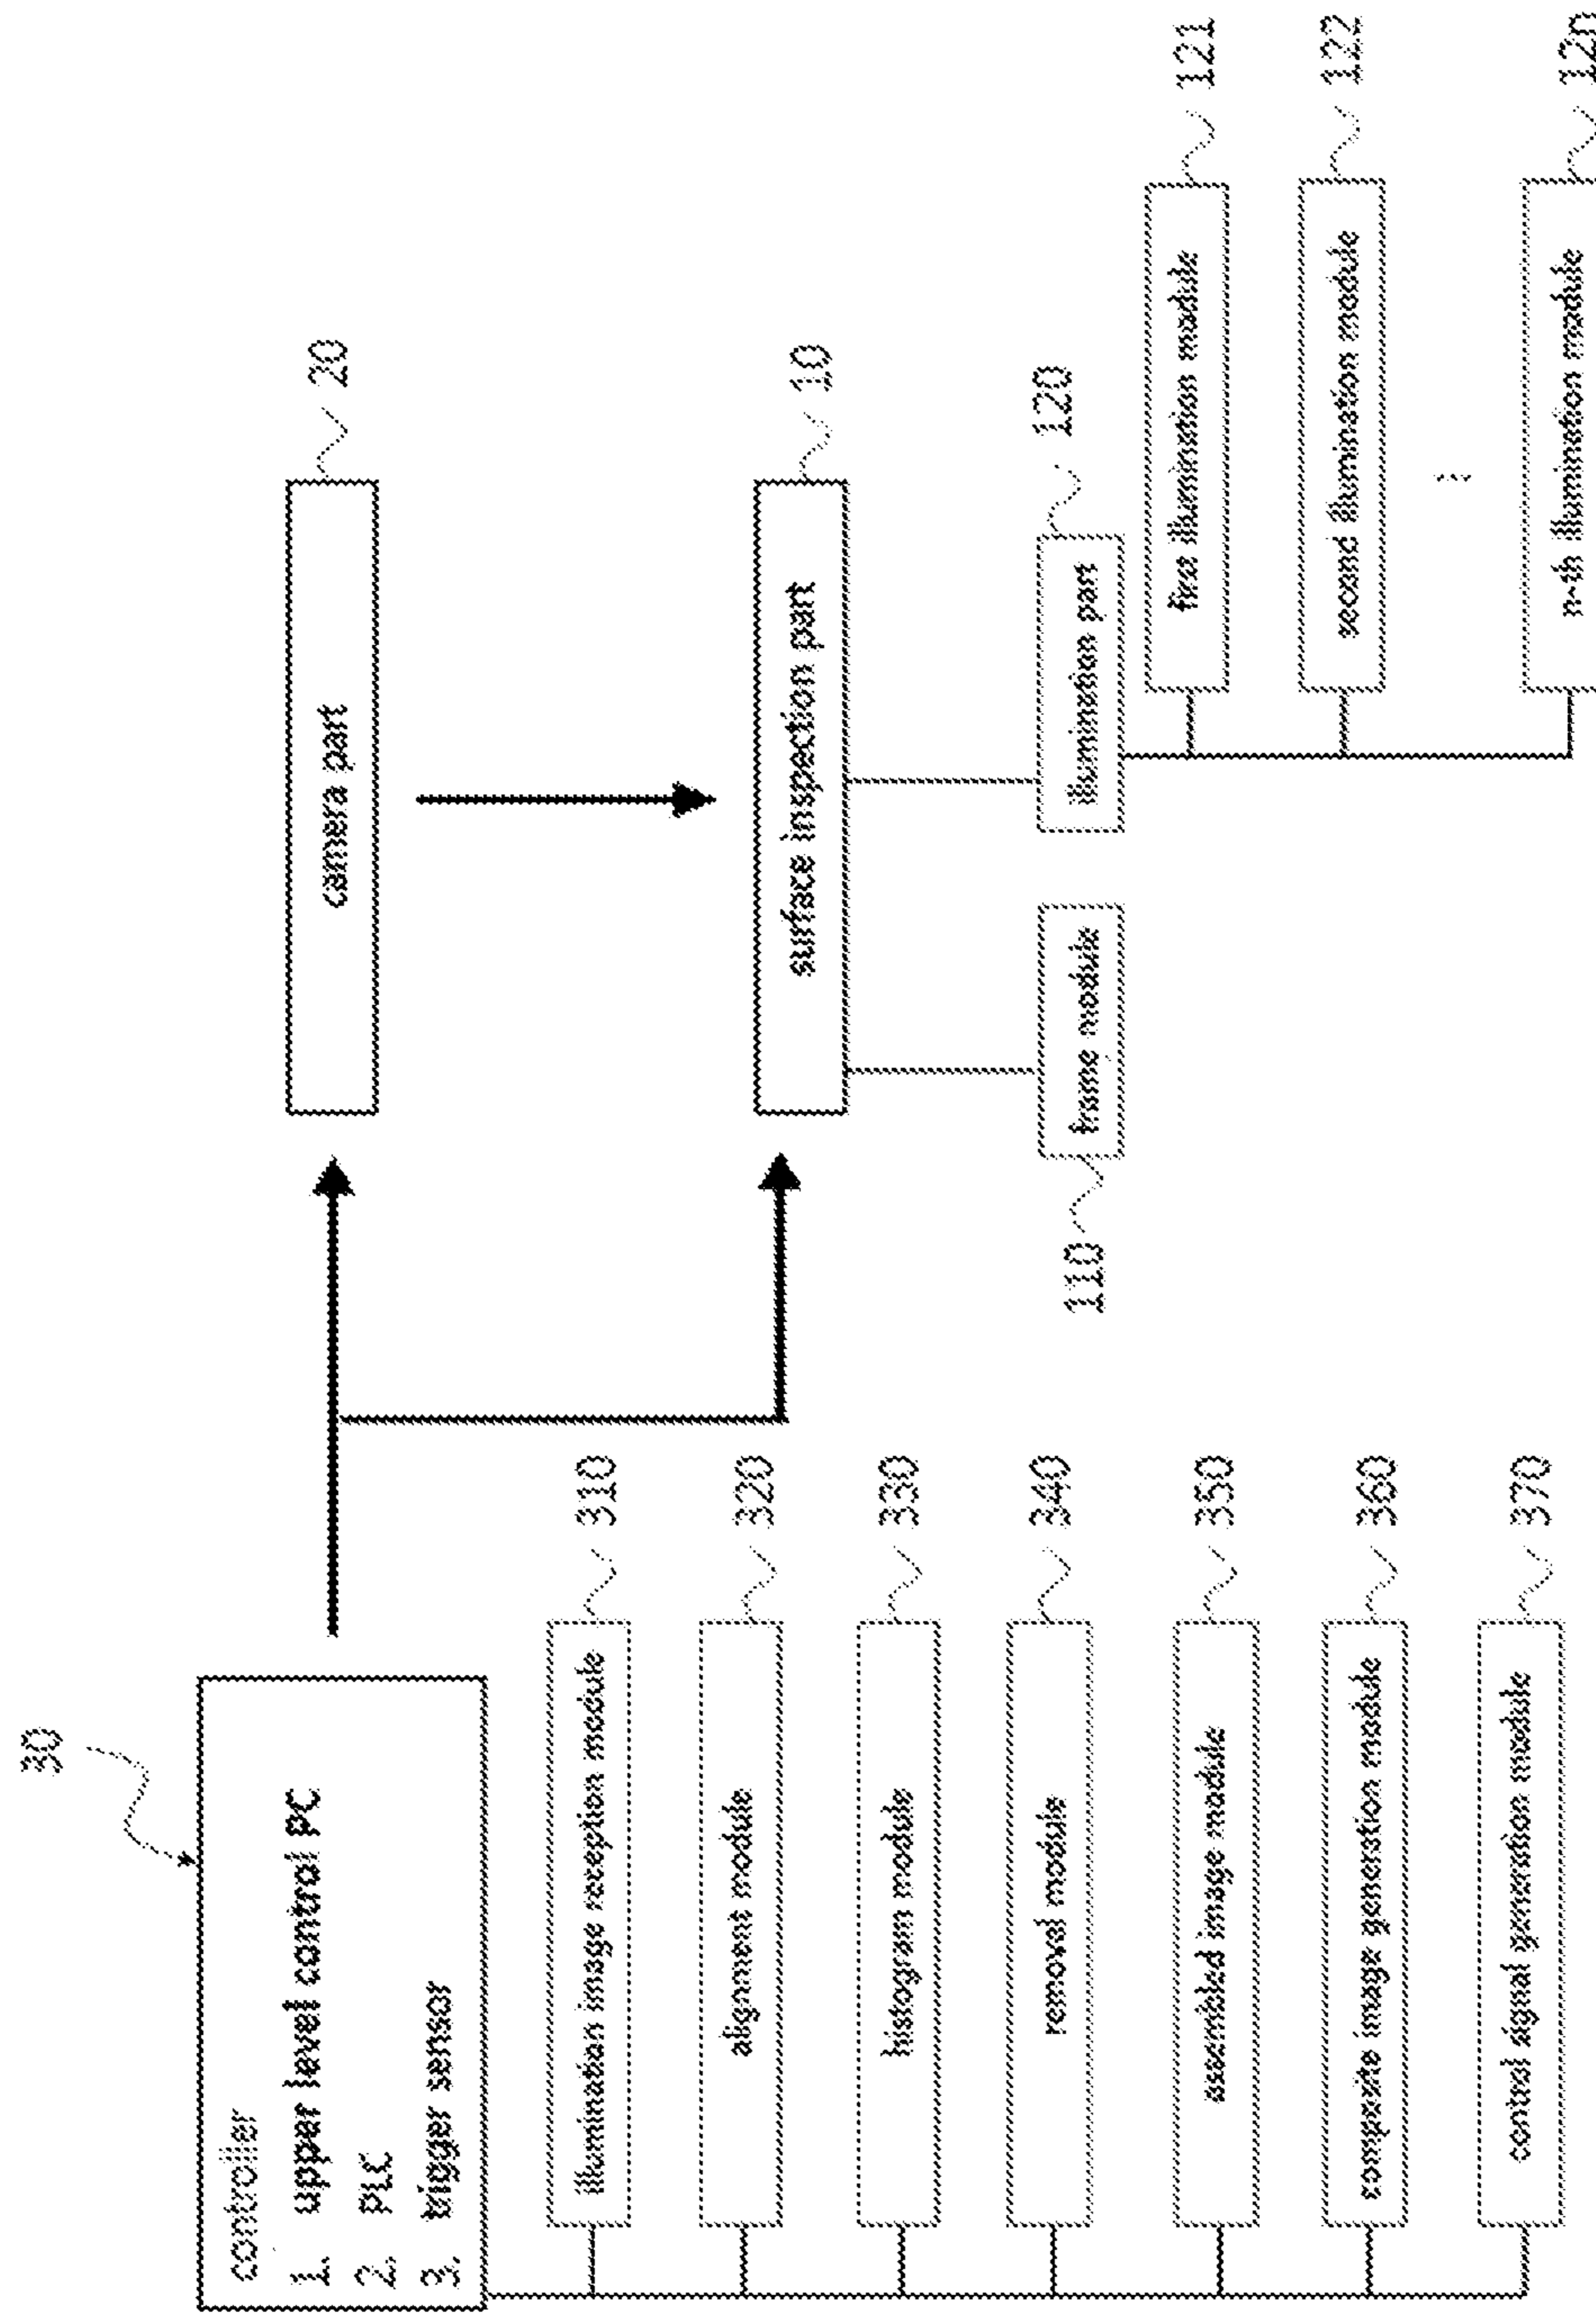 30
controller
1. upper level control PC
2. PLC
3. trigger sensor
camera part
20
illumination image reception module
310
alignment module
320
histogram module
330
removal module
340
assembled image module
350
composite image generation module
360
control signal generation module
370
surface inspection part
10
110
frame module
illumination part
120
first illumination module
121
second illumination module
122
n-th illumination module
12n